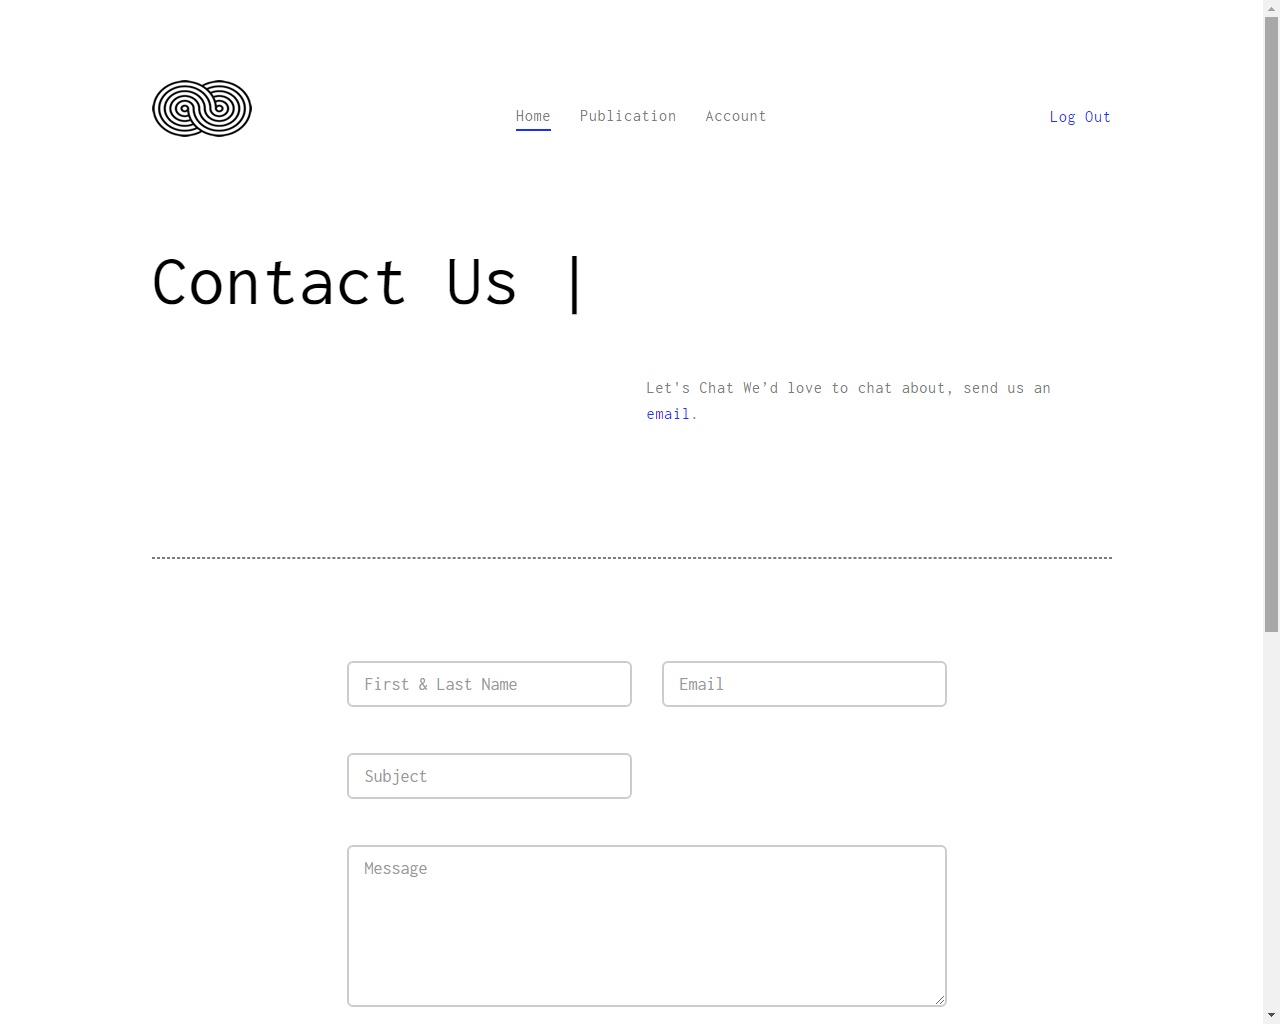 Home Publication Account Log Out
Contact Us |
Let's Chat We’d love to chat about, send us an
email.
First & Last Name Email
Subject
Message